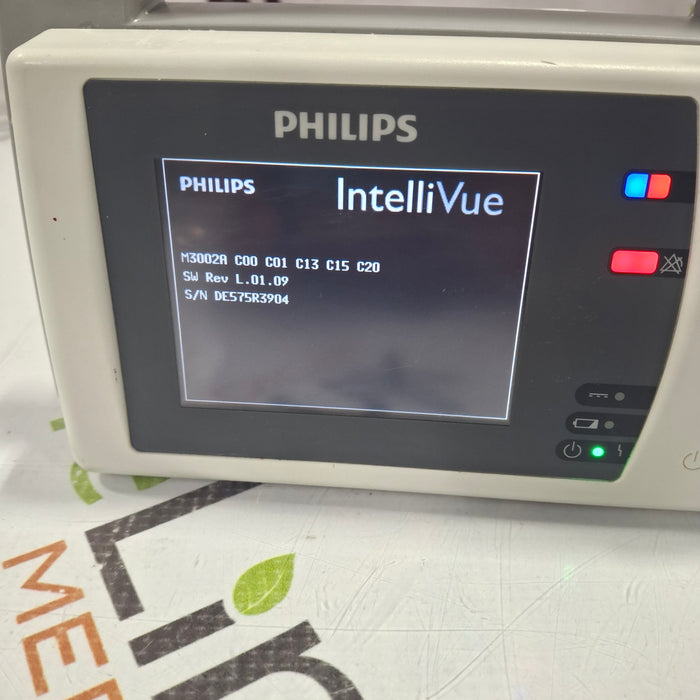 PHILIPS
PHILIPS IntelliVue
M3002A C00 C01 C13 C15 C20
SW Rev L.01.09
S/N DE575R3904